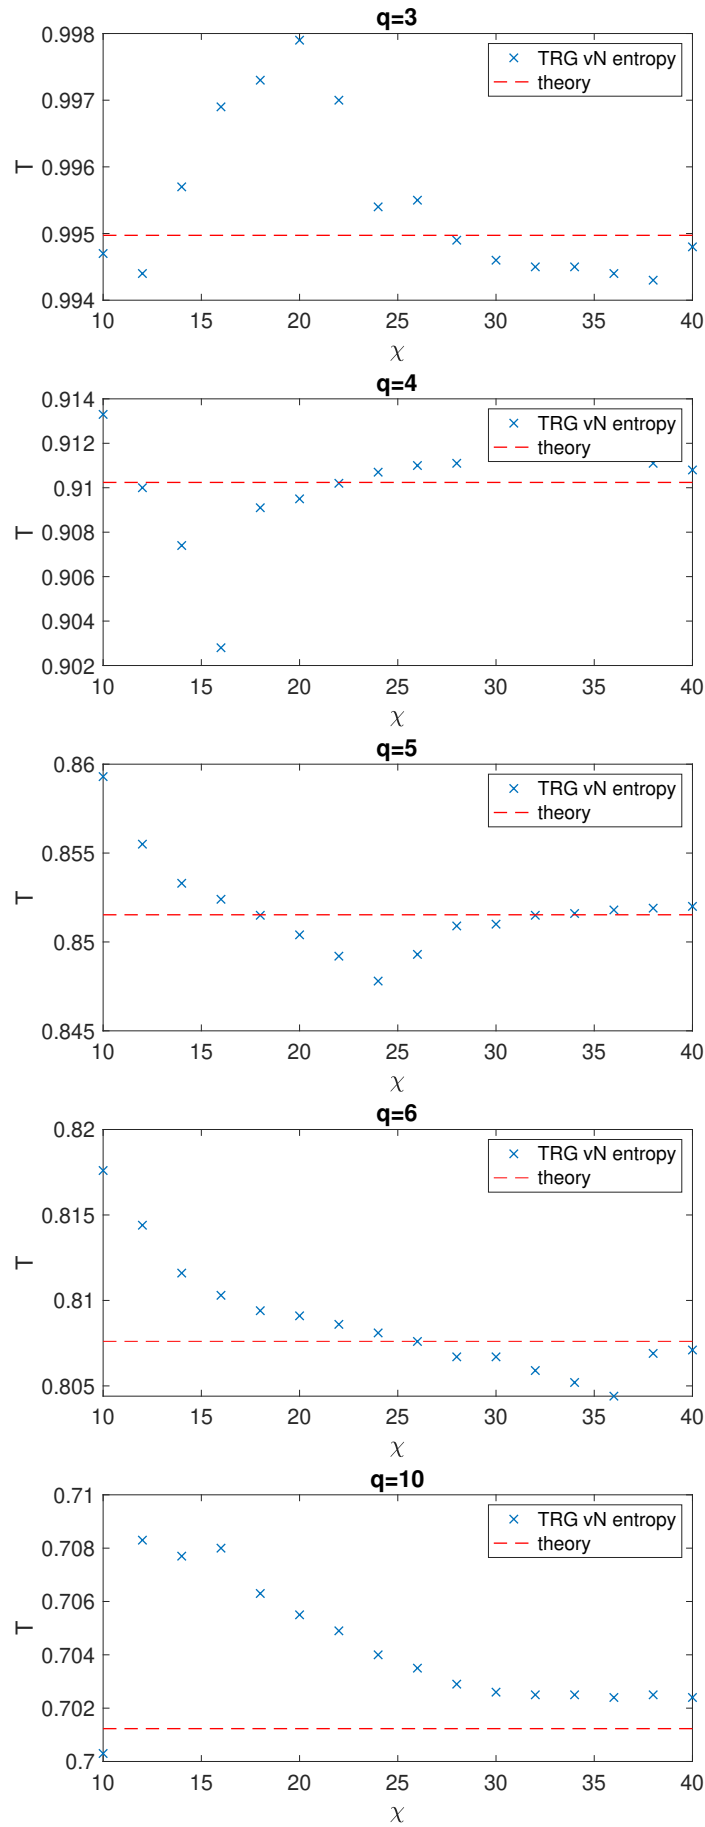 q=3
0.998
0.997
0.996
0.995
0.994
T
TRG vN entropy
theory
10 15 20 25 30 35 40
χ
q=4
0.914
0.912
0.91
0.908
0.906
0.904
0.902
T
TRG vN entropy
theory
10 15 20 25 30 35 40
χ
q=5
0.86
0.855
0.85
0.845
T
TRG vN entropy
theory
10 15 20 25 30 35 40
χ
q=6
0.82
0.815
0.81
0.805
T
TRG vN entropy
theory
10 15 20 25 30 35 40
χ
q=10
0.71
0.708
0.706
0.704
0.702
0.7
T
TRG vN entropy
theory
10 15 20 25 30 35 40
χ